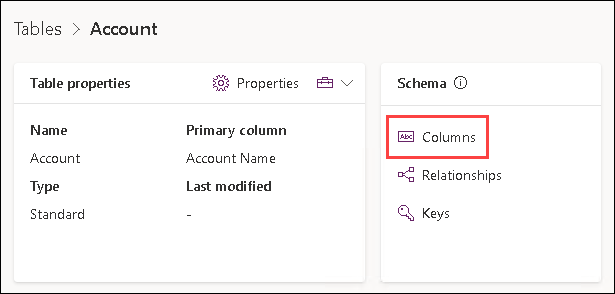 Tables > Account
Table properties
Properties
Name
Primary column
Account
Account Name
Type
Last modified
Standard
-
Schema
Abc Columns
Relationships
Keys